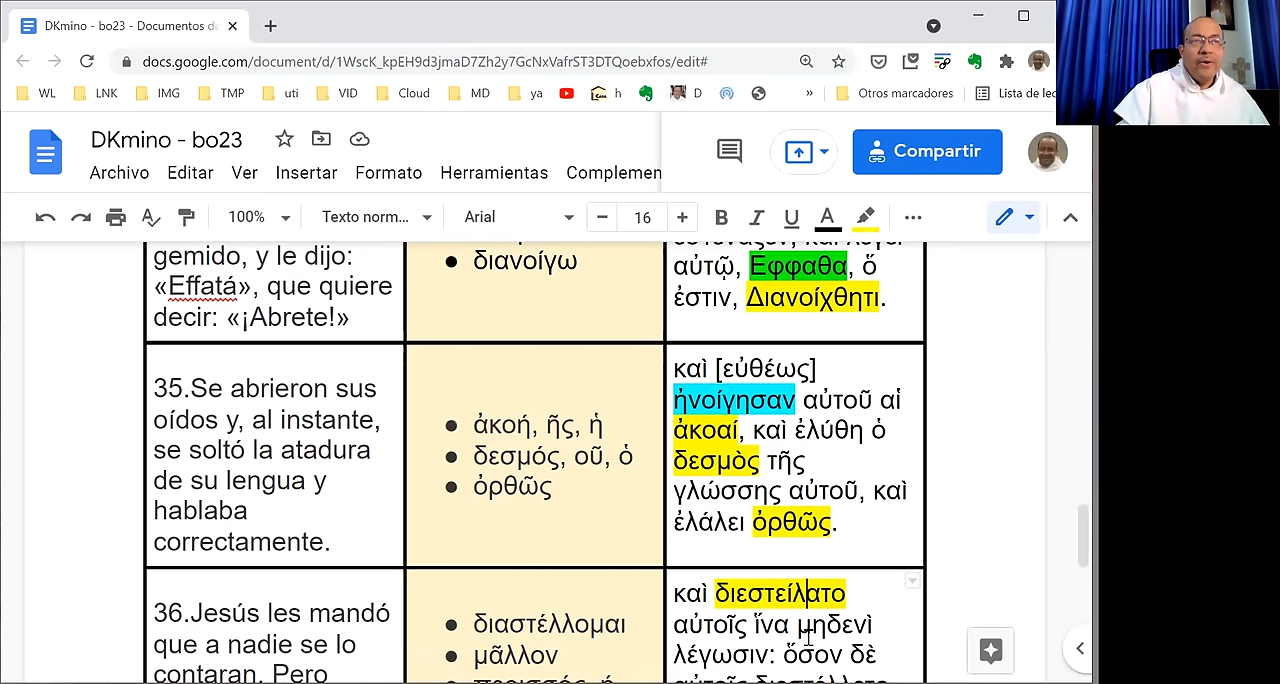 DKmino - bo23 - Documentos de
docs.google.com/document/d/1WscK_kpEH9d3jmaD7Zh2y7GcNxVafrST3DTQoebxfos/edit#
WL LNK IMG TMP uti VID Cloud MD ya h D » Otros marcadores Lista de lec
DKmino - bo23
Compartir
Archivo Editar Ver Insertar Formato Herramientas Complemen
100% Texto norm... Arial 16 B I U A
gemido, y le dijo:
«Effatá», que quiere
decir: «¡Abrete!»
διανοίγω
αὐτῷ, Εφφαθα, ὅ
ἐστιν, Διανοίχθητι.
35.Se abrieron sus
oídos y, al instante,
se soltó la atadura
de su lengua y
hablaba
correctamente.
ἀκοή, ῆς, ἡ
δεσμός, οῦ, ὁ
ὀρθῶς
καὶ [εὐθέως]
ἠνοίγησαν αὐτοῦ αἱ
ἀκοαί, καὶ ἐλύθη ὁ
δεσμὸς τῆς
γλώσσης αὐτοῦ, καὶ
ἐλάλει ὀρθῶς.
36.Jesús les mandó
que a nadie se lo
contaran. Pero
διαστέλλομαι
μᾶλλον
καὶ διεστείλατο
αὐτοῖς ἵνα μηδενὶ
λέγωσιν: ὅσον δὲ